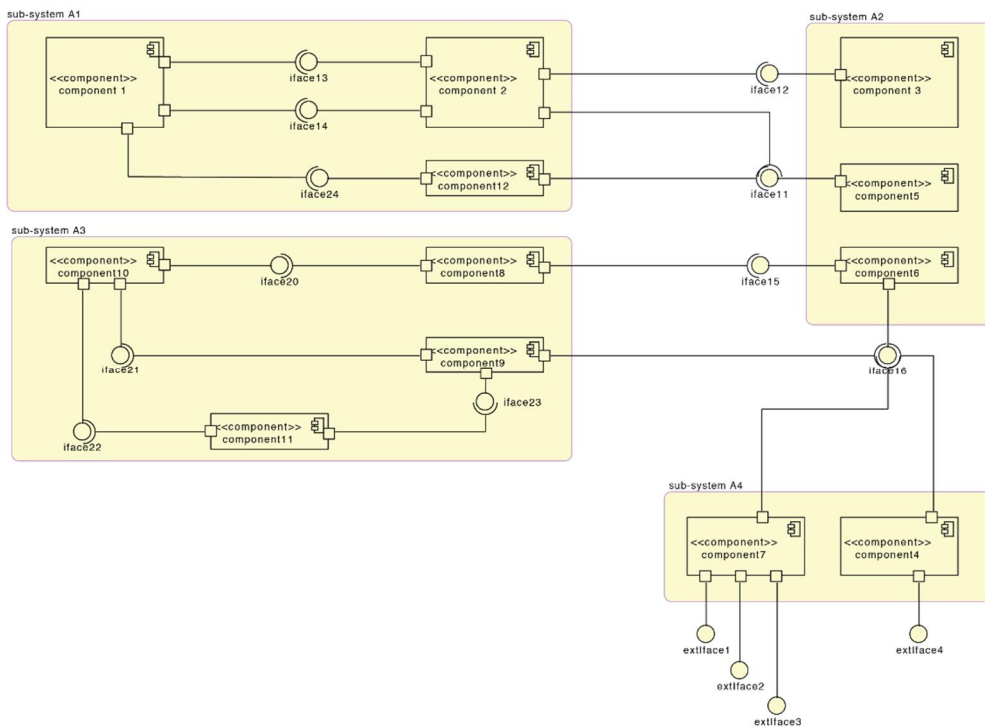 sub-system A1
sub-system A2
<<component>>
component 1
iface13
<<component>>
component 2
iface12
<<component>>
component 3
iface14
iface24
<<component>>
component12
iface11
<<component>>
component5
sub-system A3
<<component>>
component10
iface20
<<component>>
component8
iface15
<<component>>
component6
iface21
<<component>>
component9
iface16
iface23
iface22
<<component>>
component11
sub-system A4
<<component>>
component7
<<component>>
component4
extIface1
extIface4
extIface2
extIface3